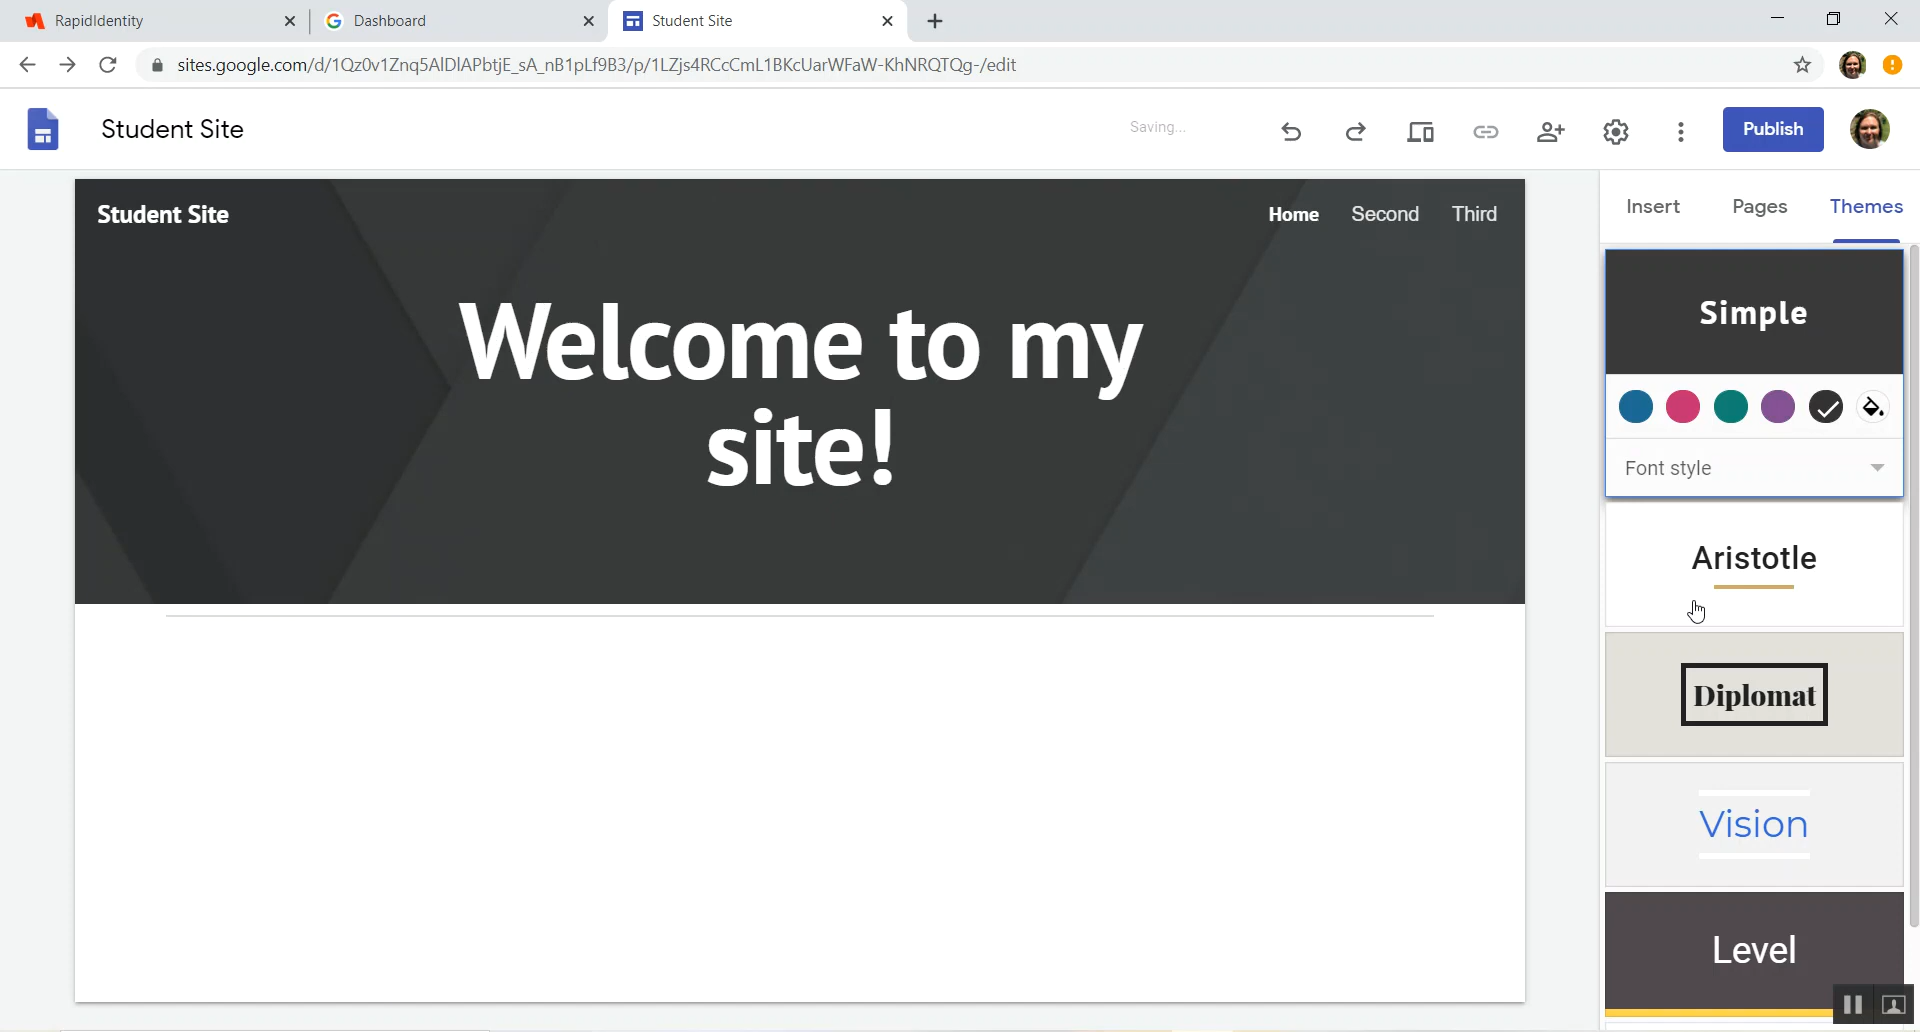 RapidIdentity
Dashboard
Student Site
sites.google.com/d/1Qz0v1Znq5AlDlAPbtjE_sA_nB1pLf9B3/p/1LZjs4RCcCmL1BKcUarWFaW-KhNRQTQg-/edit
Student Site
Saving...
Publish
Student Site
Home
Second
Third
Welcome to my
site!
Insert
Pages
Themes
Simple
Font style
Aristotle
Diplomat
Vision
Level